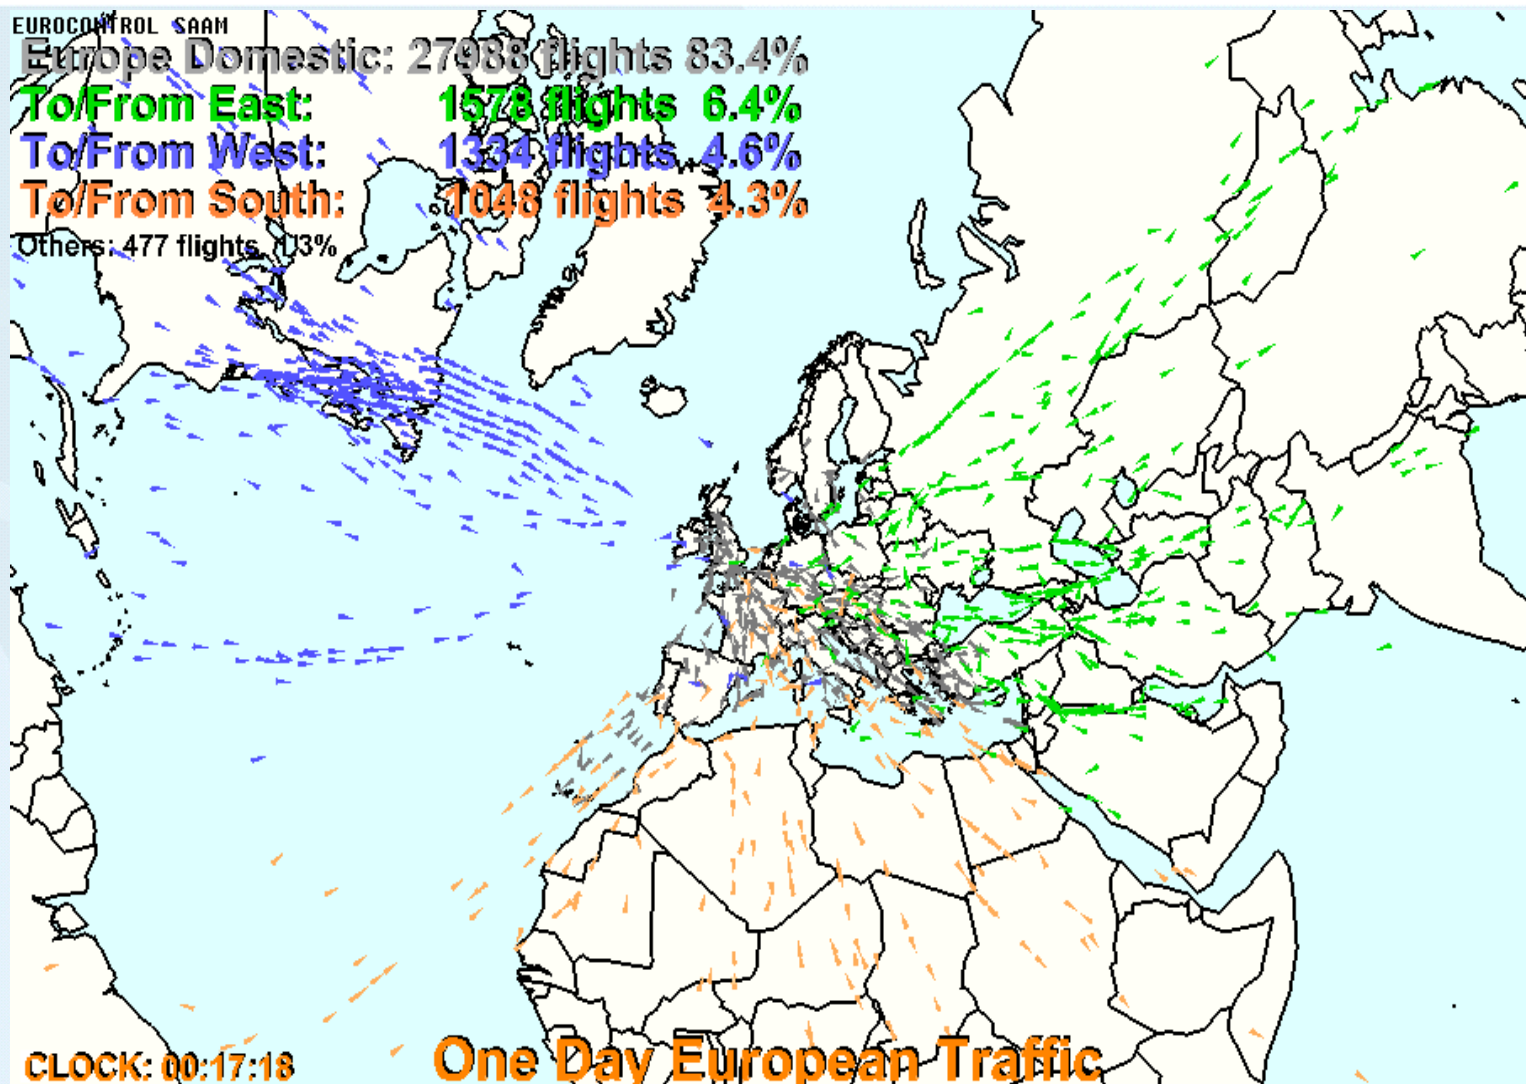 EUROCONTROL SAAM
Europe Domestic: 27988 flights 83.4%
To/From East: 1578 flights 6.4%
To/From West: 1334 flights 4.6%
To/From South: 1048 flights 4.3%
Others: 477 flights 1.3%
CLOCK: 00:17:18
One Day European Traffic